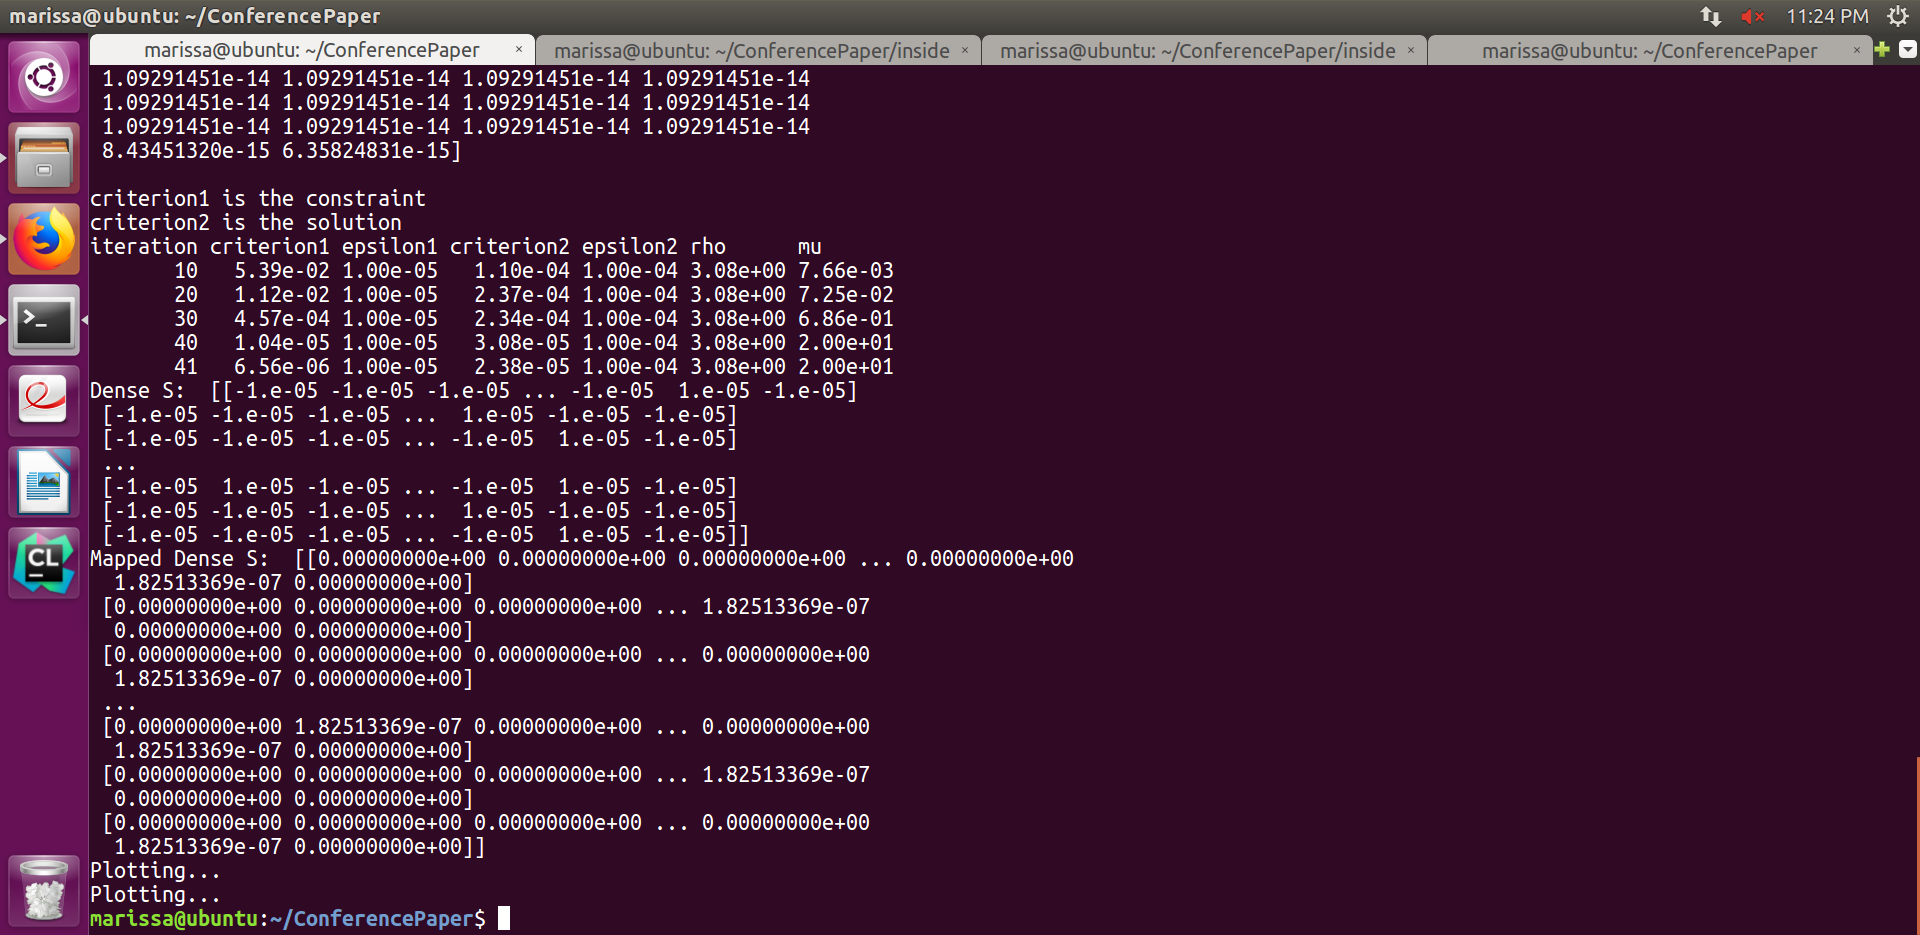 marissa@ubuntu: ~/ConferencePaper
11:24 PM
marissa@ubuntu: ~/ConferencePaper ×
marissa@ubuntu: ~/ConferencePaper/inside ×
marissa@ubuntu: ~/ConferencePaper/inside ×
marissa@ubuntu: ~/ConferencePaper ×
1.09291451e-14 1.09291451e-14 1.09291451e-14 1.09291451e-14
1.09291451e-14 1.09291451e-14 1.09291451e-14 1.09291451e-14
1.09291451e-14 1.09291451e-14 1.09291451e-14 1.09291451e-14
8.43451320e-15 6.35824831e-15]
criterion1 is the constraint
criterion2 is the solution
iteration criterion1 epsilon1 criterion2 epsilon2 rho mu
10 5.39e-02 1.00e-05 1.10e-04 1.00e-04 3.08e+00 7.66e-03
20 1.12e-02 1.00e-05 2.37e-04 1.00e-04 3.08e+00 7.25e-02
30 4.57e-04 1.00e-05 2.34e-04 1.00e-04 3.08e+00 6.86e-01
40 1.04e-05 1.00e-05 3.08e-05 1.00e-04 3.08e+00 2.00e+01
41 6.56e-06 1.00e-05 2.38e-05 1.00e-04 3.08e+00 2.00e+01
Dense S:  [[-1.e-05 -1.e-05 -1.e-05 ... -1.e-05  1.e-05 -1.e-05]
[-1.e-05 -1.e-05 -1.e-05 ...  1.e-05 -1.e-05 -1.e-05]
[-1.e-05 -1.e-05 -1.e-05 ... -1.e-05  1.e-05 -1.e-05]
...
[-1.e-05  1.e-05 -1.e-05 ... -1.e-05  1.e-05 -1.e-05]
[-1.e-05 -1.e-05 -1.e-05 ...  1.e-05 -1.e-05 -1.e-05]
[-1.e-05 -1.e-05 -1.e-05 ... -1.e-05  1.e-05 -1.e-05]]
Mapped Dense S:  [[0.00000000e+00 0.00000000e+00 0.00000000e+00 ... 0.00000000e+00
1.82513369e-07 0.00000000e+00]
[0.00000000e+00 0.00000000e+00 0.00000000e+00 ... 1.82513369e-07
0.00000000e+00 0.00000000e+00]
[0.00000000e+00 0.00000000e+00 0.00000000e+00 ... 0.00000000e+00
1.82513369e-07 0.00000000e+00]
...
[0.00000000e+00 1.82513369e-07 0.00000000e+00 ... 0.00000000e+00
1.82513369e-07 0.00000000e+00]
[0.00000000e+00 0.00000000e+00 0.00000000e+00 ... 1.82513369e-07
0.00000000e+00 0.00000000e+00]
[0.00000000e+00 0.00000000e+00 0.00000000e+00 ... 0.00000000e+00
1.82513369e-07 0.00000000e+00]]
Plotting...
Plotting...
marissa@ubuntu:~/ConferencePaper$
CL